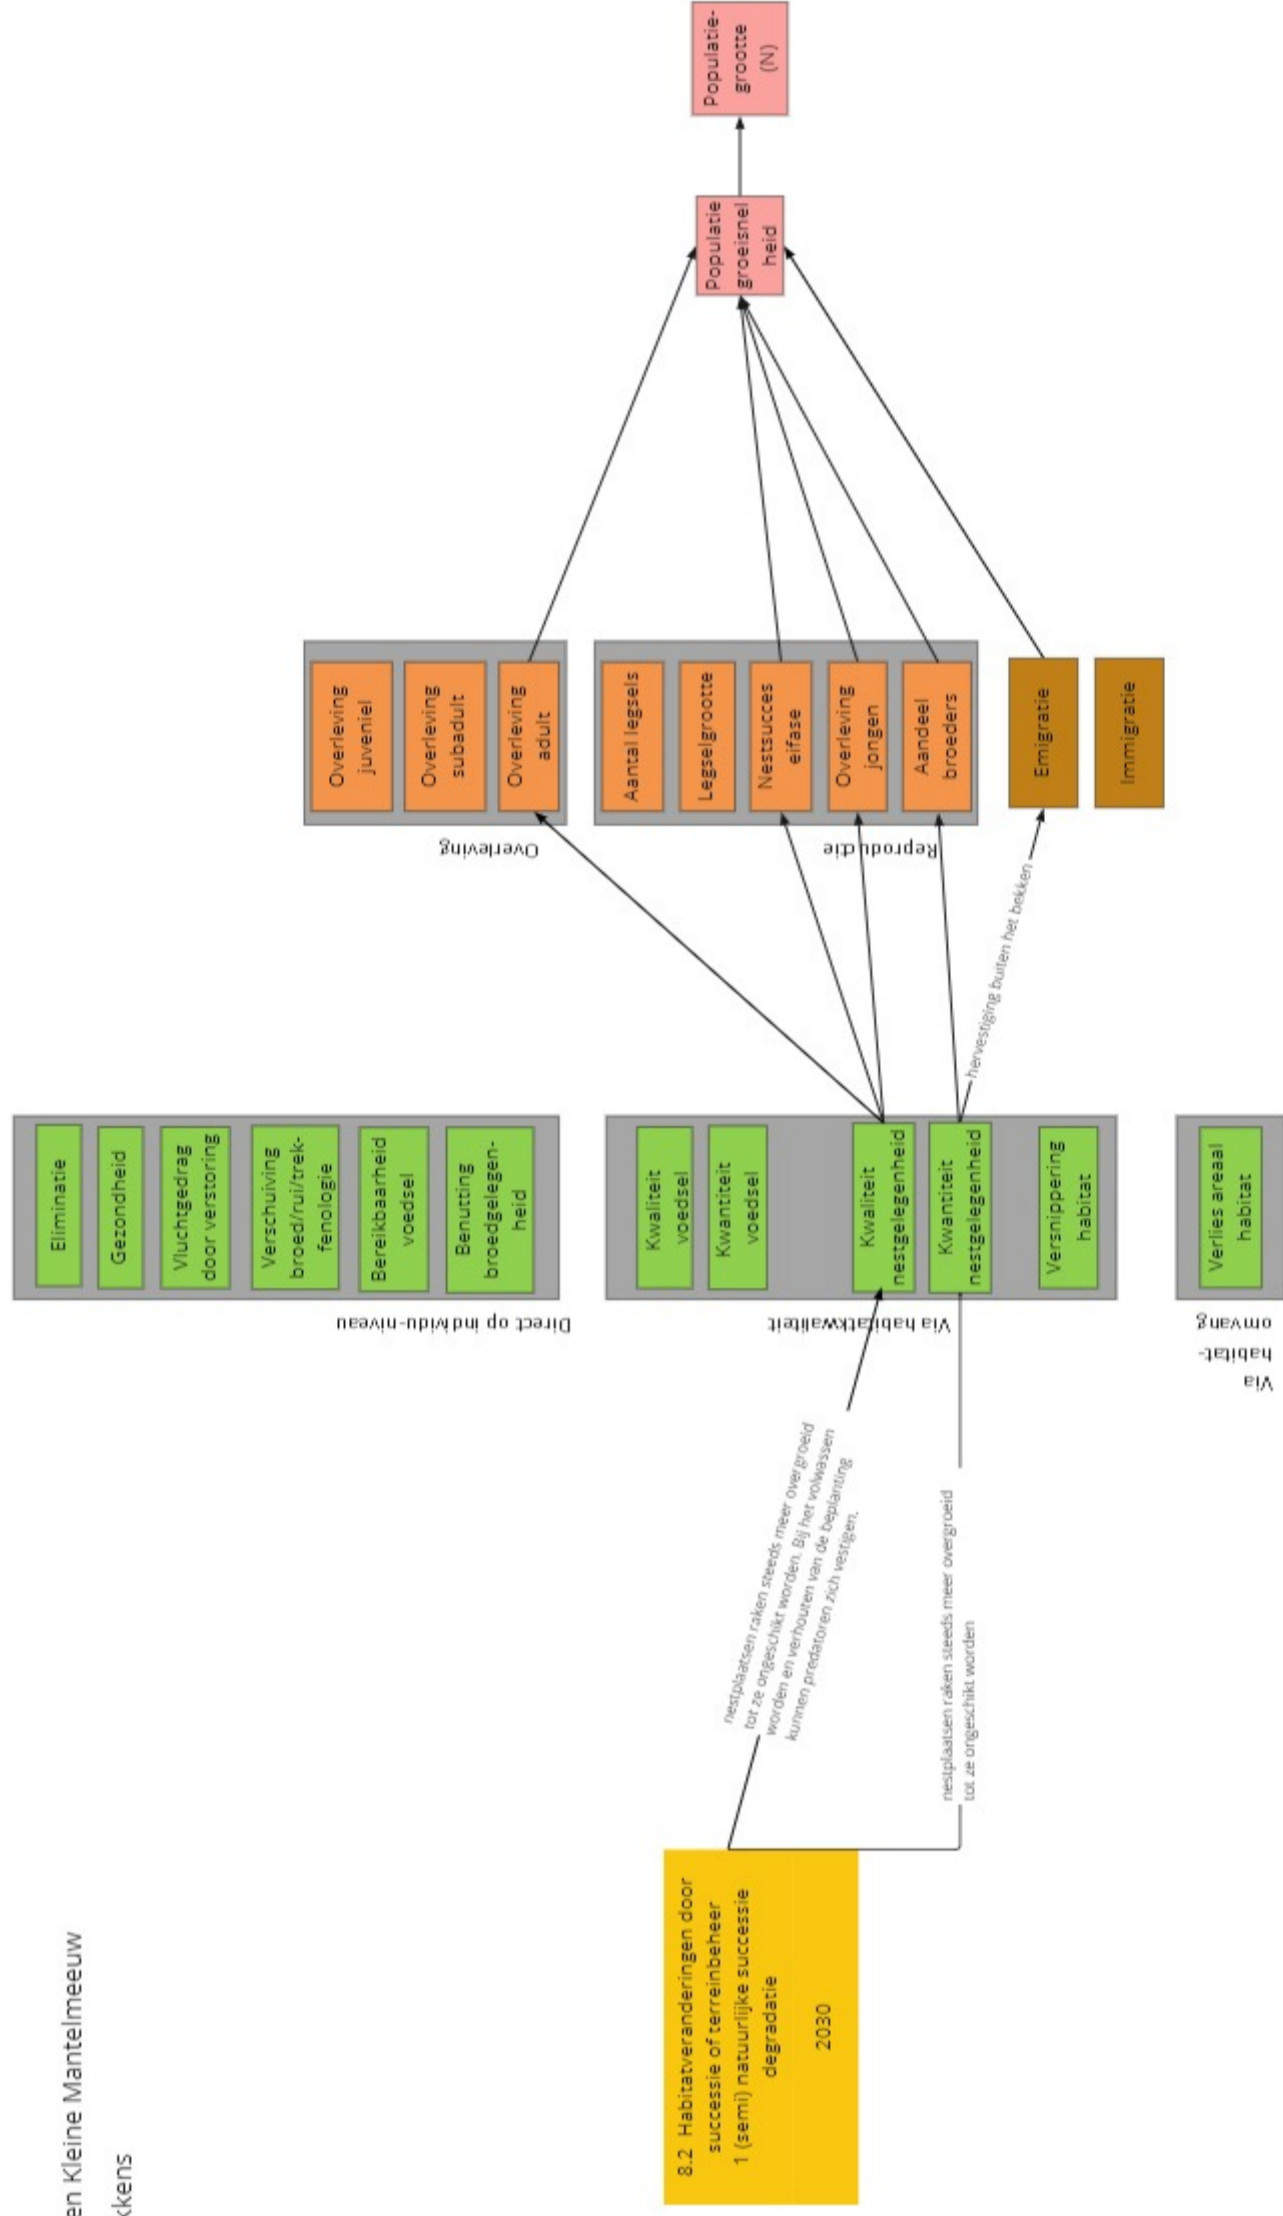 en Kleine Mantelmeeuw
kkens
8.2 Habitatveranderingen door
successie of terreinbeheer
1 (semi) natuurlijke successie
degradatie
2030
nestplaatsen raken steeds meer overgroeid
tot ze ongeschikt worden. Bij het volwassen
worden en verhouten van de beplanting
kunnen predatoren zich vestigen.
nestplaatsen raken steeds meer overgroeid
tot ze ongeschikt worden
Direct op individu-niveau
Eliminatie
Gezondheid
Vluchtgedrag
door verstoring
Verschuiving
broed/rui/trek-
fenologie
Bereikbaarheid
voedsel
Benutting
broedgelegen-
heid
Via habitatkwaliteit
Kwaliteit
voedsel
Kwantiteit
voedsel
Kwaliteit
nestgelegenheid
Kwantiteit
nestgelegenheid
Versnippering
habitat
Via
habitat-
omvang
Verlies areaal
habitat
hervestiging buiten het bekken
Overleving
Overleving
juveniel
Overleving
subadult
Overleving
adult
Reproductie
Aantal legsels
Legselgrootte
Nestsucces
eifase
Overleving
jongen
Aandeel
broeders
Emigratie
Immigratie
Populatie
groeisnel
heid
Populatie-
grootte
(N)